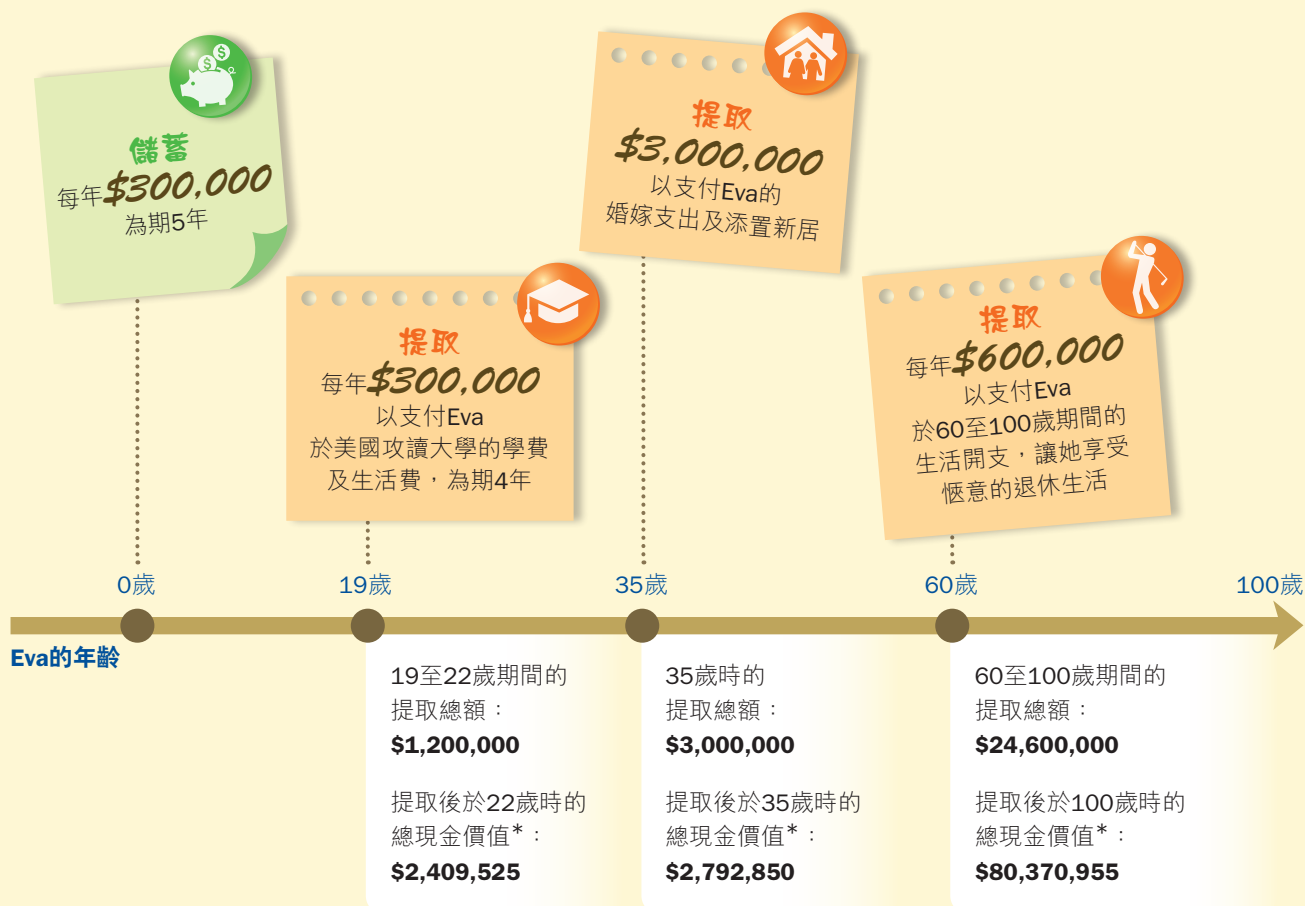 儲蓄
每年$300,000
為期5年
提取
每年$300,000
以支付Eva
於美國攻讀大學的學費
及生活費，為期4年
提取
$3,000,000
以支付Eva的
婚嫁支出及添置新居
提取
每年$600,000
以支付Eva
於60至100歲期間的
生活開支，讓她享受
愜意的退休生活
0歲
19歲
35歲
60歲
100歲
Eva的年齡
19至22歲期間的
提取總額：
$1,200,000
提取後於22歲時的
總現金價值*：
$2,409,525
35歲時的
提取總額：
$3,000,000
提取後於35歲時的
總現金價值*：
$2,792,850
60至100歲期間的
提取總額：
$24,600,000
提取後於100歲時的
總現金價值*：
$80,370,955